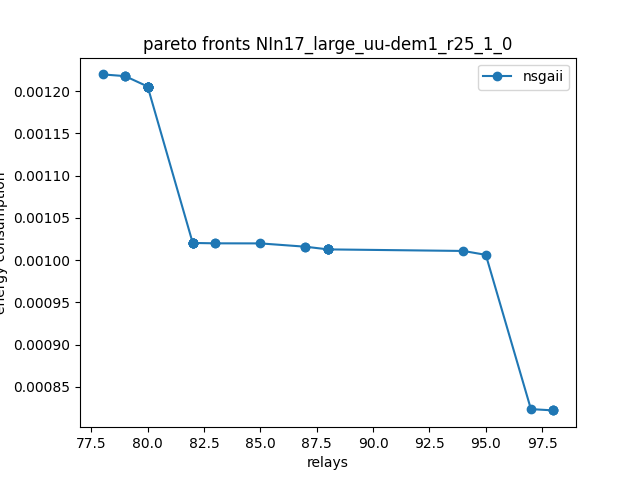 pareto fronts NIn17_large_uu-dem1_r25_1_0
nsgaii
0.00120
0.00115
0.00110
0.00105
0.00100
0.00095
0.00090
0.00085
energy consumption
77.5 80.0 82.5 85.0 87.5 90.0 92.5 95.0 97.5
relays